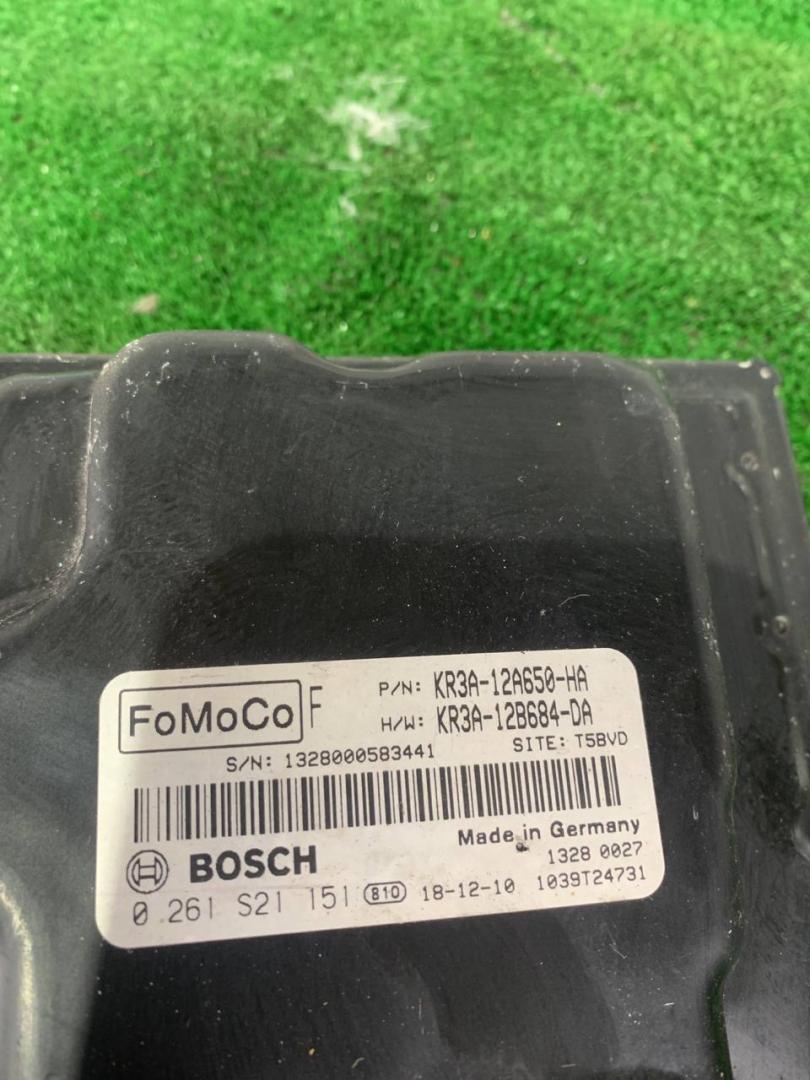 FoMoCo F P/N: KR3A-12A650-HA
H/W: KR3A-12B684-DA
S/N: 1328000583441 SITE: T5BVD
Made in Germany
BOSCH 1328 0027
0 261 S21 151 B10 18-12-10 1039T24731